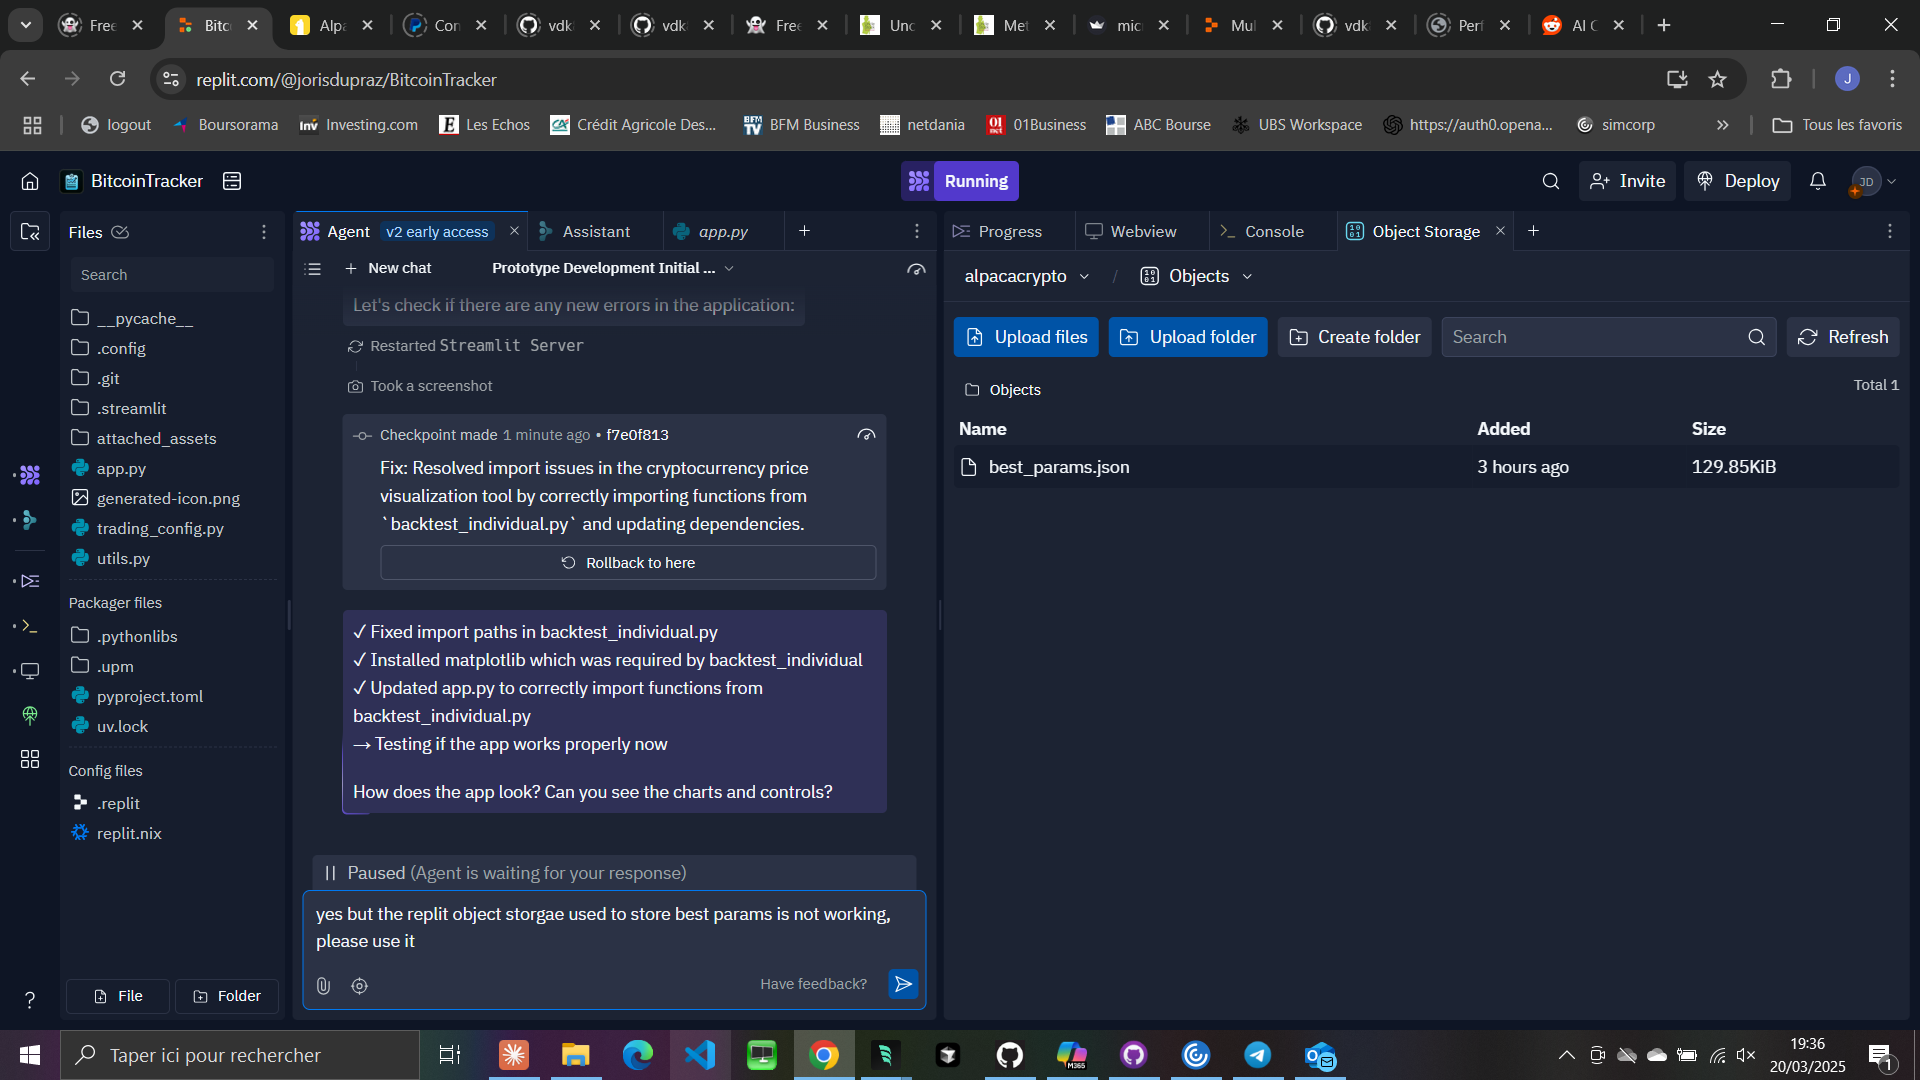 Free
Bitc
Alpa
Con
vdk
vdk
Free
Unc
Met
mic
Mul
vdk
Perf
AI C
replit.com/@jorisdupraz/BitcoinTracker
J
logout
Boursorama
Investing.com
Les Echos
Crédit Agricole Des...
BFM Business
netdania
01Business
ABC Bourse
UBS Workspace
https://auth0.opena...
simcorp
Tous les favoris
BitcoinTracker
Running
Invite
Deploy
JD
Files
Search
__pycache__
.config
.git
.streamlit
attached_assets
app.py
generated-icon.png
trading_config.py
utils.py
Packager files
.pythonlibs
.upm
pyproject.toml
uv.lock
Config files
.replit
replit.nix
File
Folder
Agent v2 early access
Assistant
app.py
New chat
Prototype Development Initial ...
Let's check if there are any new errors in the application:
Restarted Streamlit Server
Took a screenshot
Checkpoint made 1 minute ago • f7e0f813
Fix: Resolved import issues in the cryptocurrency price
visualization tool by correctly importing functions from
`backtest_individual.py` and updating dependencies.
Rollback to here
✓ Fixed import paths in backtest_individual.py
✓ Installed matplotlib which was required by backtest_individual
✓ Updated app.py to correctly import functions from
backtest_individual.py
→ Testing if the app works properly now
How does the app look? Can you see the charts and controls?
Paused (Agent is waiting for your response)
yes but the replit object storgae used to store best params is not working,
please use it
Have feedback?
Progress
Webview
Console
Object Storage
alpacacrypto / Objects
Upload files
Upload folder
Create folder
Search
Refresh
Objects
Total 1
Name Added Size
best_params.json 3 hours ago 129.85KiB
Taper ici pour rechercher
M365
19:36
20/03/2025
1